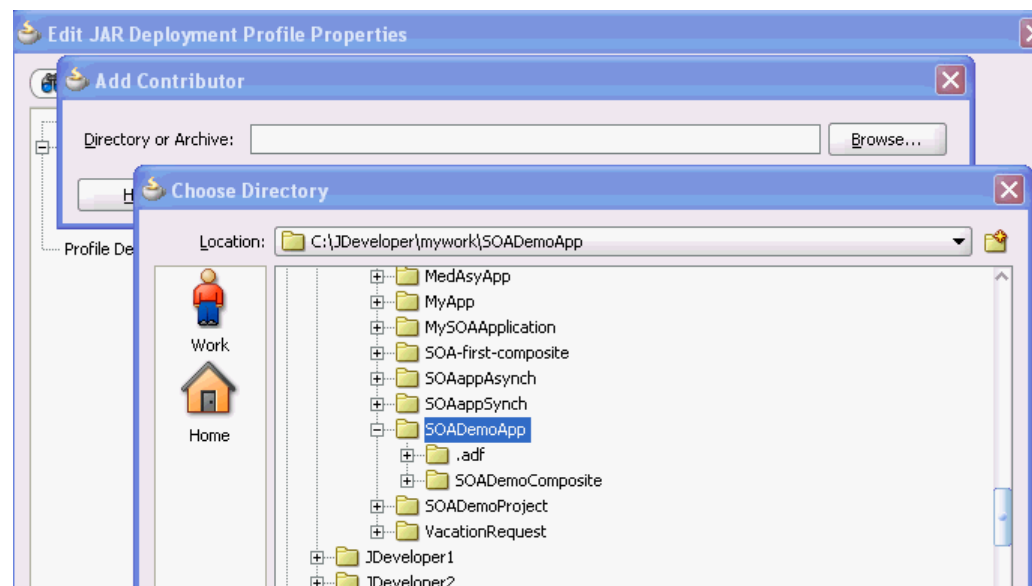 Edit JAR Deployment Profile Properties
Add Contributor
Directory or Archive:
Browse...
H
Choose Directory
Profile De
Location:
C:\JDeveloper\mywork\SOADemoApp
Work
Home
MedAsyApp
MyApp
MySOAApplication
SOA-first-composite
SOAappAsynch
SOAappSynch
SOADemoApp
.adf
SOADemoComposite
SOADemoProject
VacationRequest
JDeveloper1
JDeveloper2